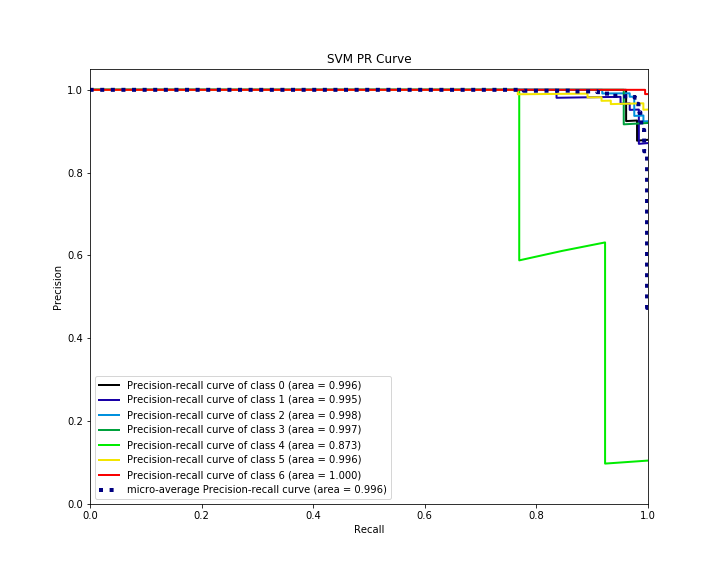 SVM PR Curve
1.0
0.8
0.6
0.4
0.2
0.0
Precision
Precision-recall curve of class 0 (area = 0.996)
Precision-recall curve of class 1 (area = 0.995)
Precision-recall curve of class 2 (area = 0.998)
Precision-recall curve of class 3 (area = 0.997)
Precision-recall curve of class 4 (area = 0.873)
Precision-recall curve of class 5 (area = 0.996)
Precision-recall curve of class 6 (area = 1.000)
micro-average Precision-recall curve (area = 0.996)
0.0 0.2 0.4 0.6 0.8 1.0
Recall